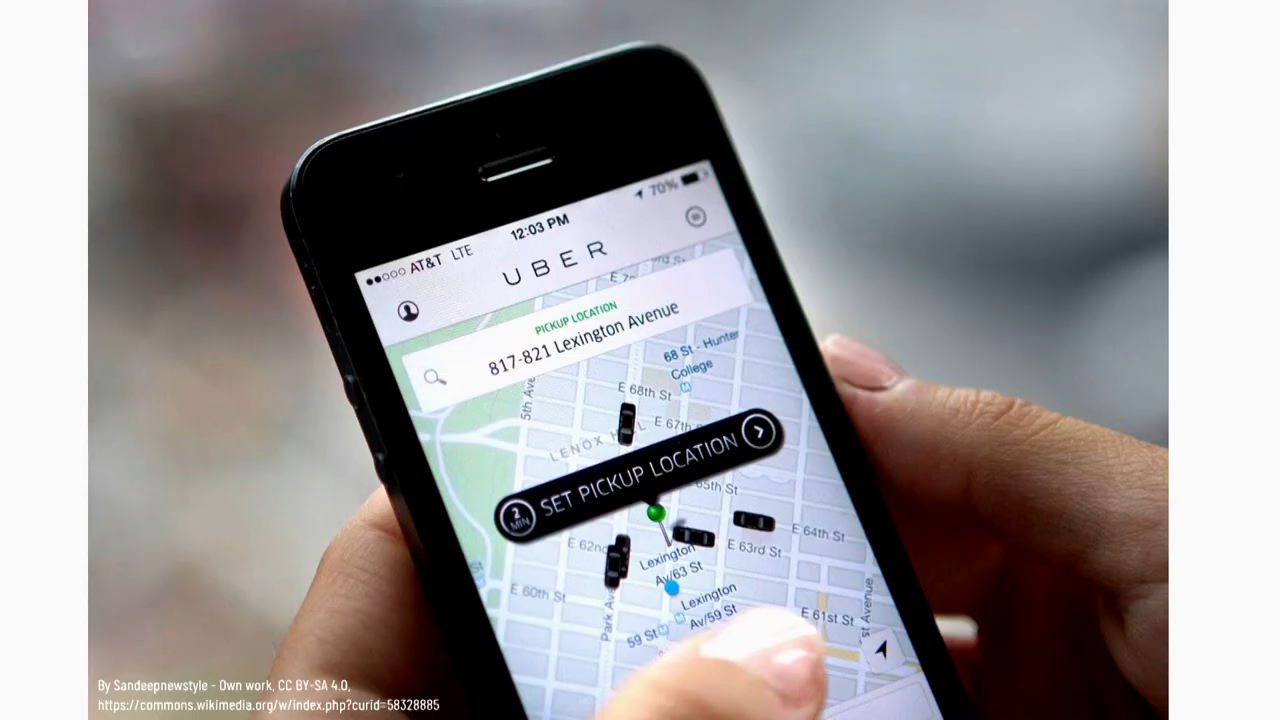 AT&T LTE
12:03 PM
70%
UBER
PICKUP LOCATION
817-821 Lexington Avenue
68 St - Hunter
College
5th Ave
E 68th St
E 67th
LENOX
2
MIN
SET PICKUP LOCATION
65th St
E 64th St
E 62nd
E 63rd St
Lexington
Av/63 St
E 60th St
Lexington
Av/59 St
E 61st St
Park Ave
59 St
St
By Sandeepnewstyle - Own work, CC BY-SA 4.0,
https://commons.wikimedia.org/w/index.php?curid=58328885